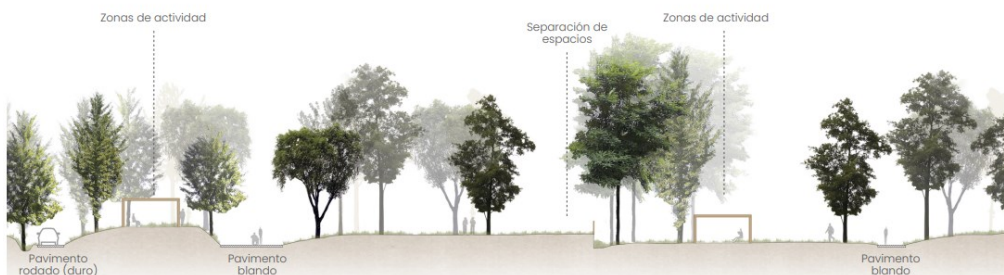 Zonas de actividad
Separación de
espacios
Zonas de actividad
Pavimento
rodado (duro)
Pavimento
blando
Pavimento
blando